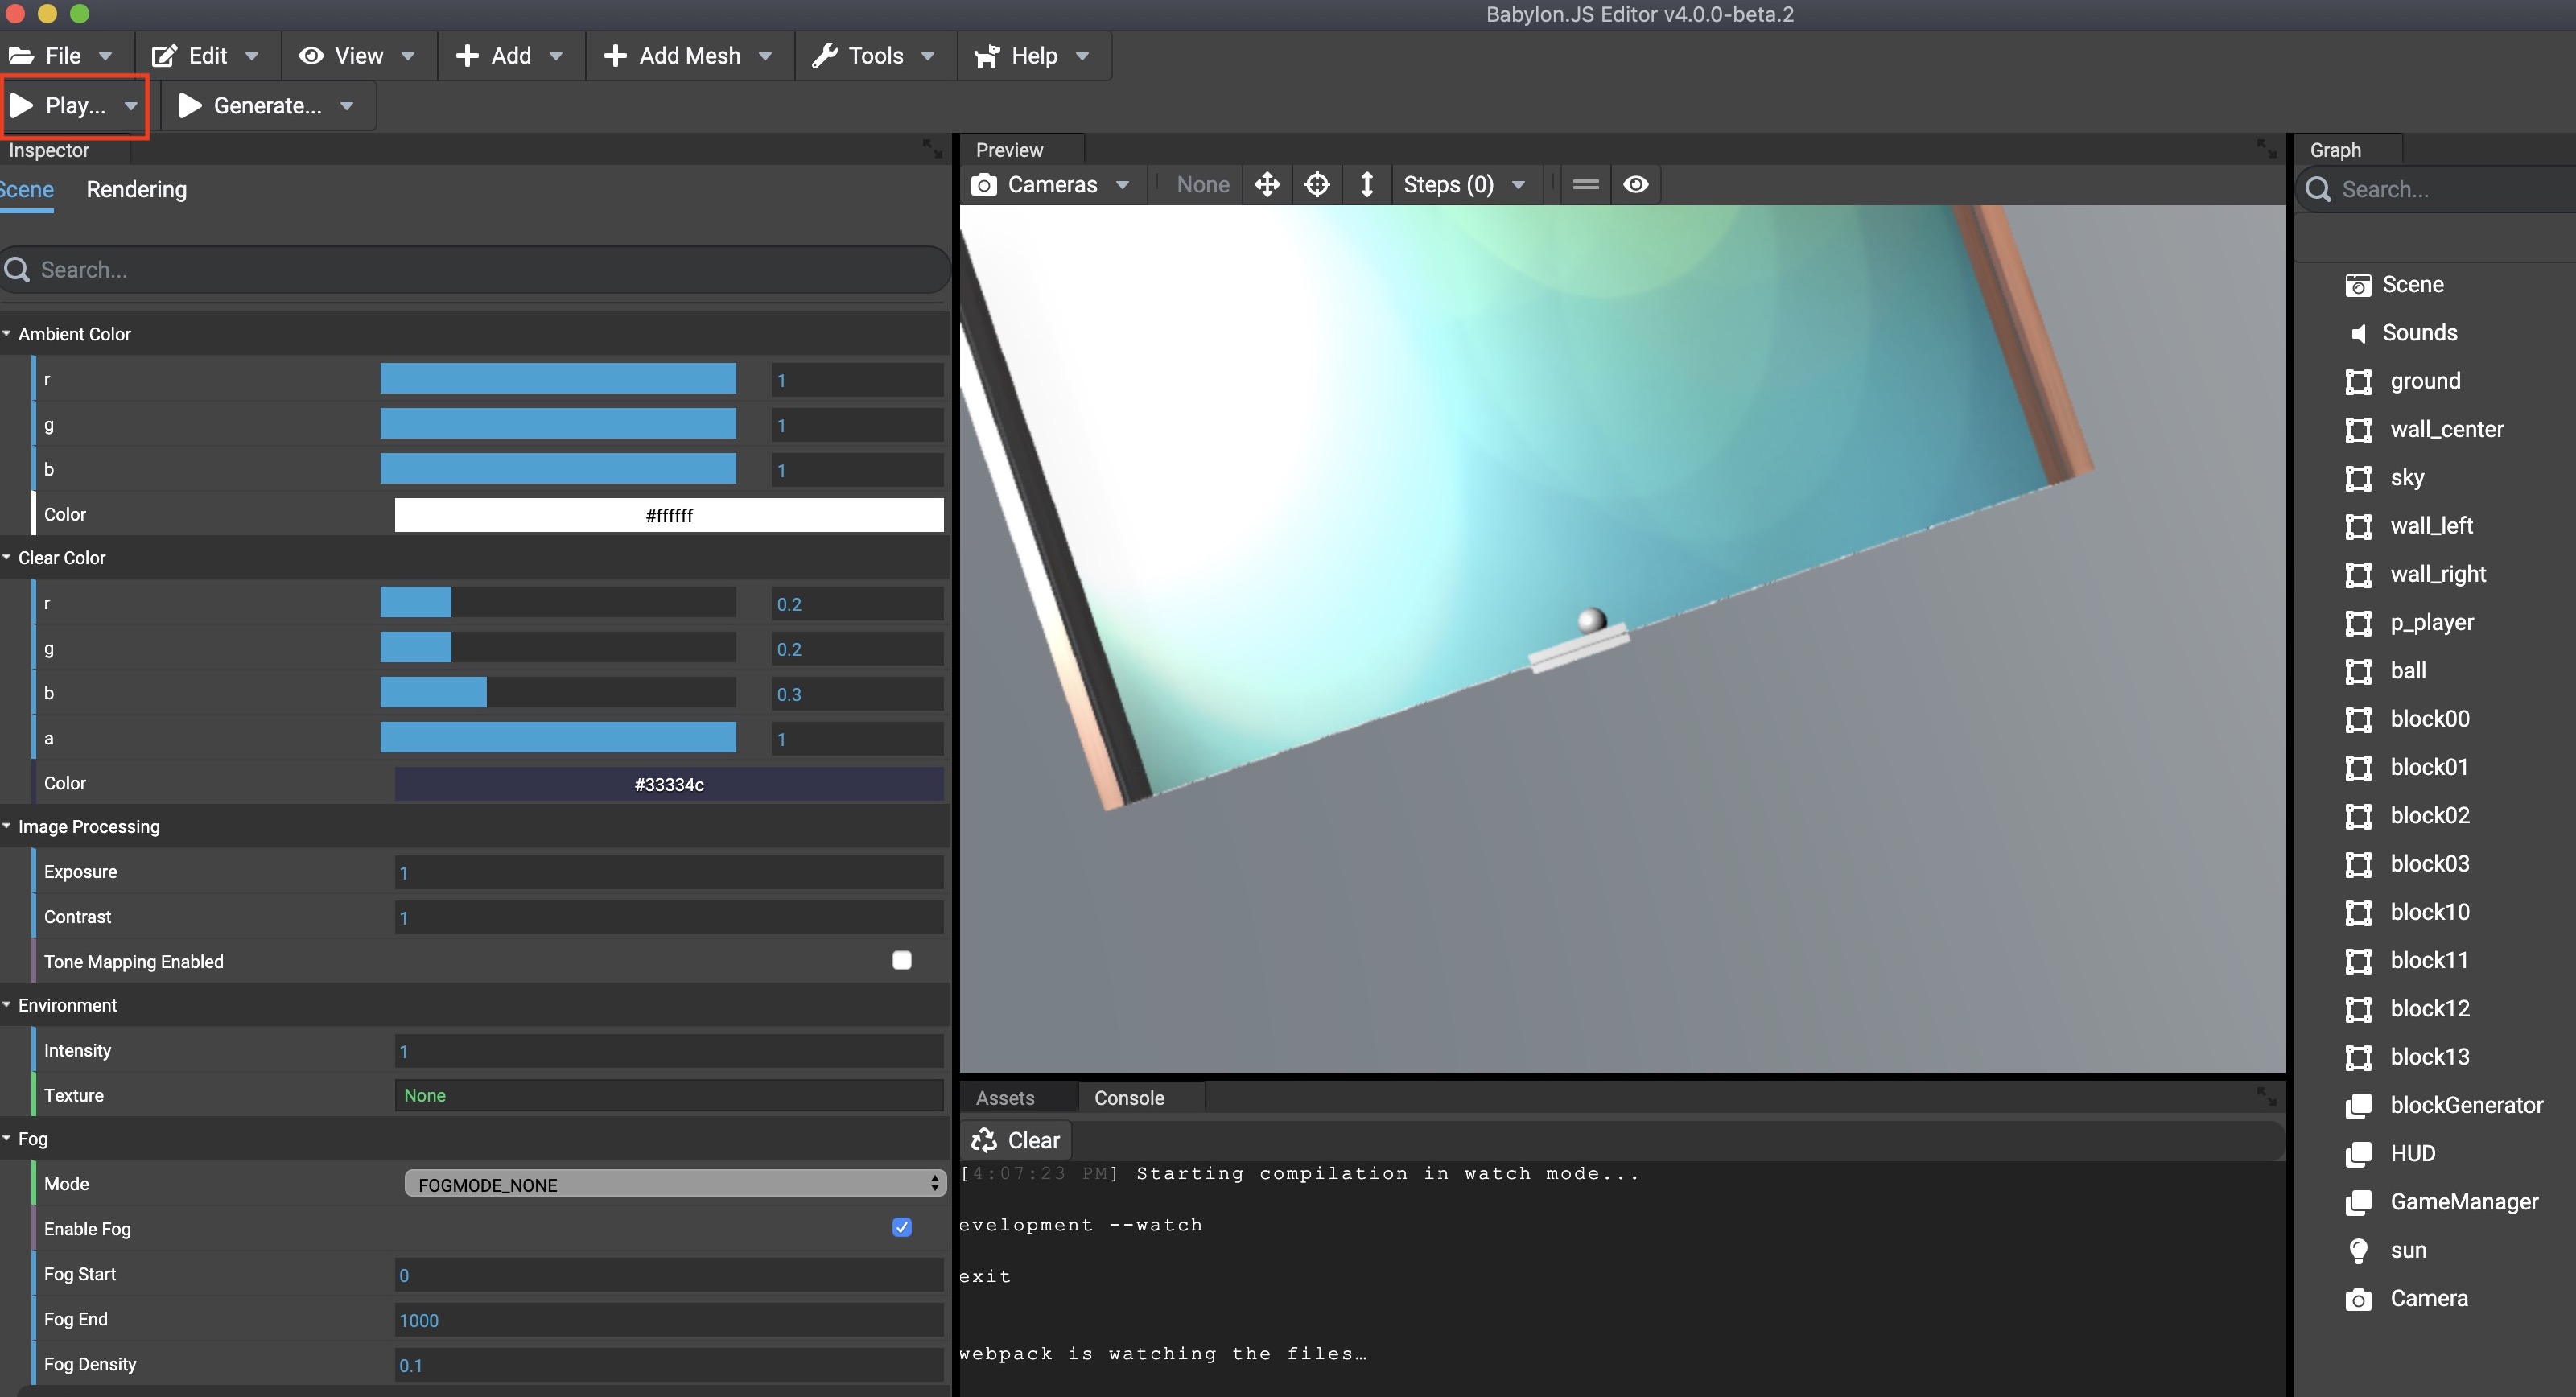 Babylon.JS Editor v4.0.0-beta.2
File Edit View Add Add Mesh Tools Help
Play... Generate...
Inspector
Scene Rendering
Search...
Ambient Color
r 1
g 1
b 1
Color #ffffff
Clear Color
r 0.2
g 0.2
b 0.3
a 1
Color #33334c
Image Processing
Exposure 1
Contrast 1
Tone Mapping Enabled
Environment
Intensity 1
Texture None
Fog
Mode FOGMODE_NONE
Enable Fog
Fog Start 0
Fog End 1000
Fog Density 0.1
Preview
Cameras None Steps (0)
Assets Console
Clear
[4:07:23 PM] Starting compilation in watch mode...
evelopment --watch
exit
webpack is watching the files…
Graph
Search...
Scene
Sounds
ground
wall_center
sky
wall_left
wall_right
p_player
ball
block00
block01
block02
block03
block10
block11
block12
block13
blockGenerator
HUD
GameManager
sun
Camera